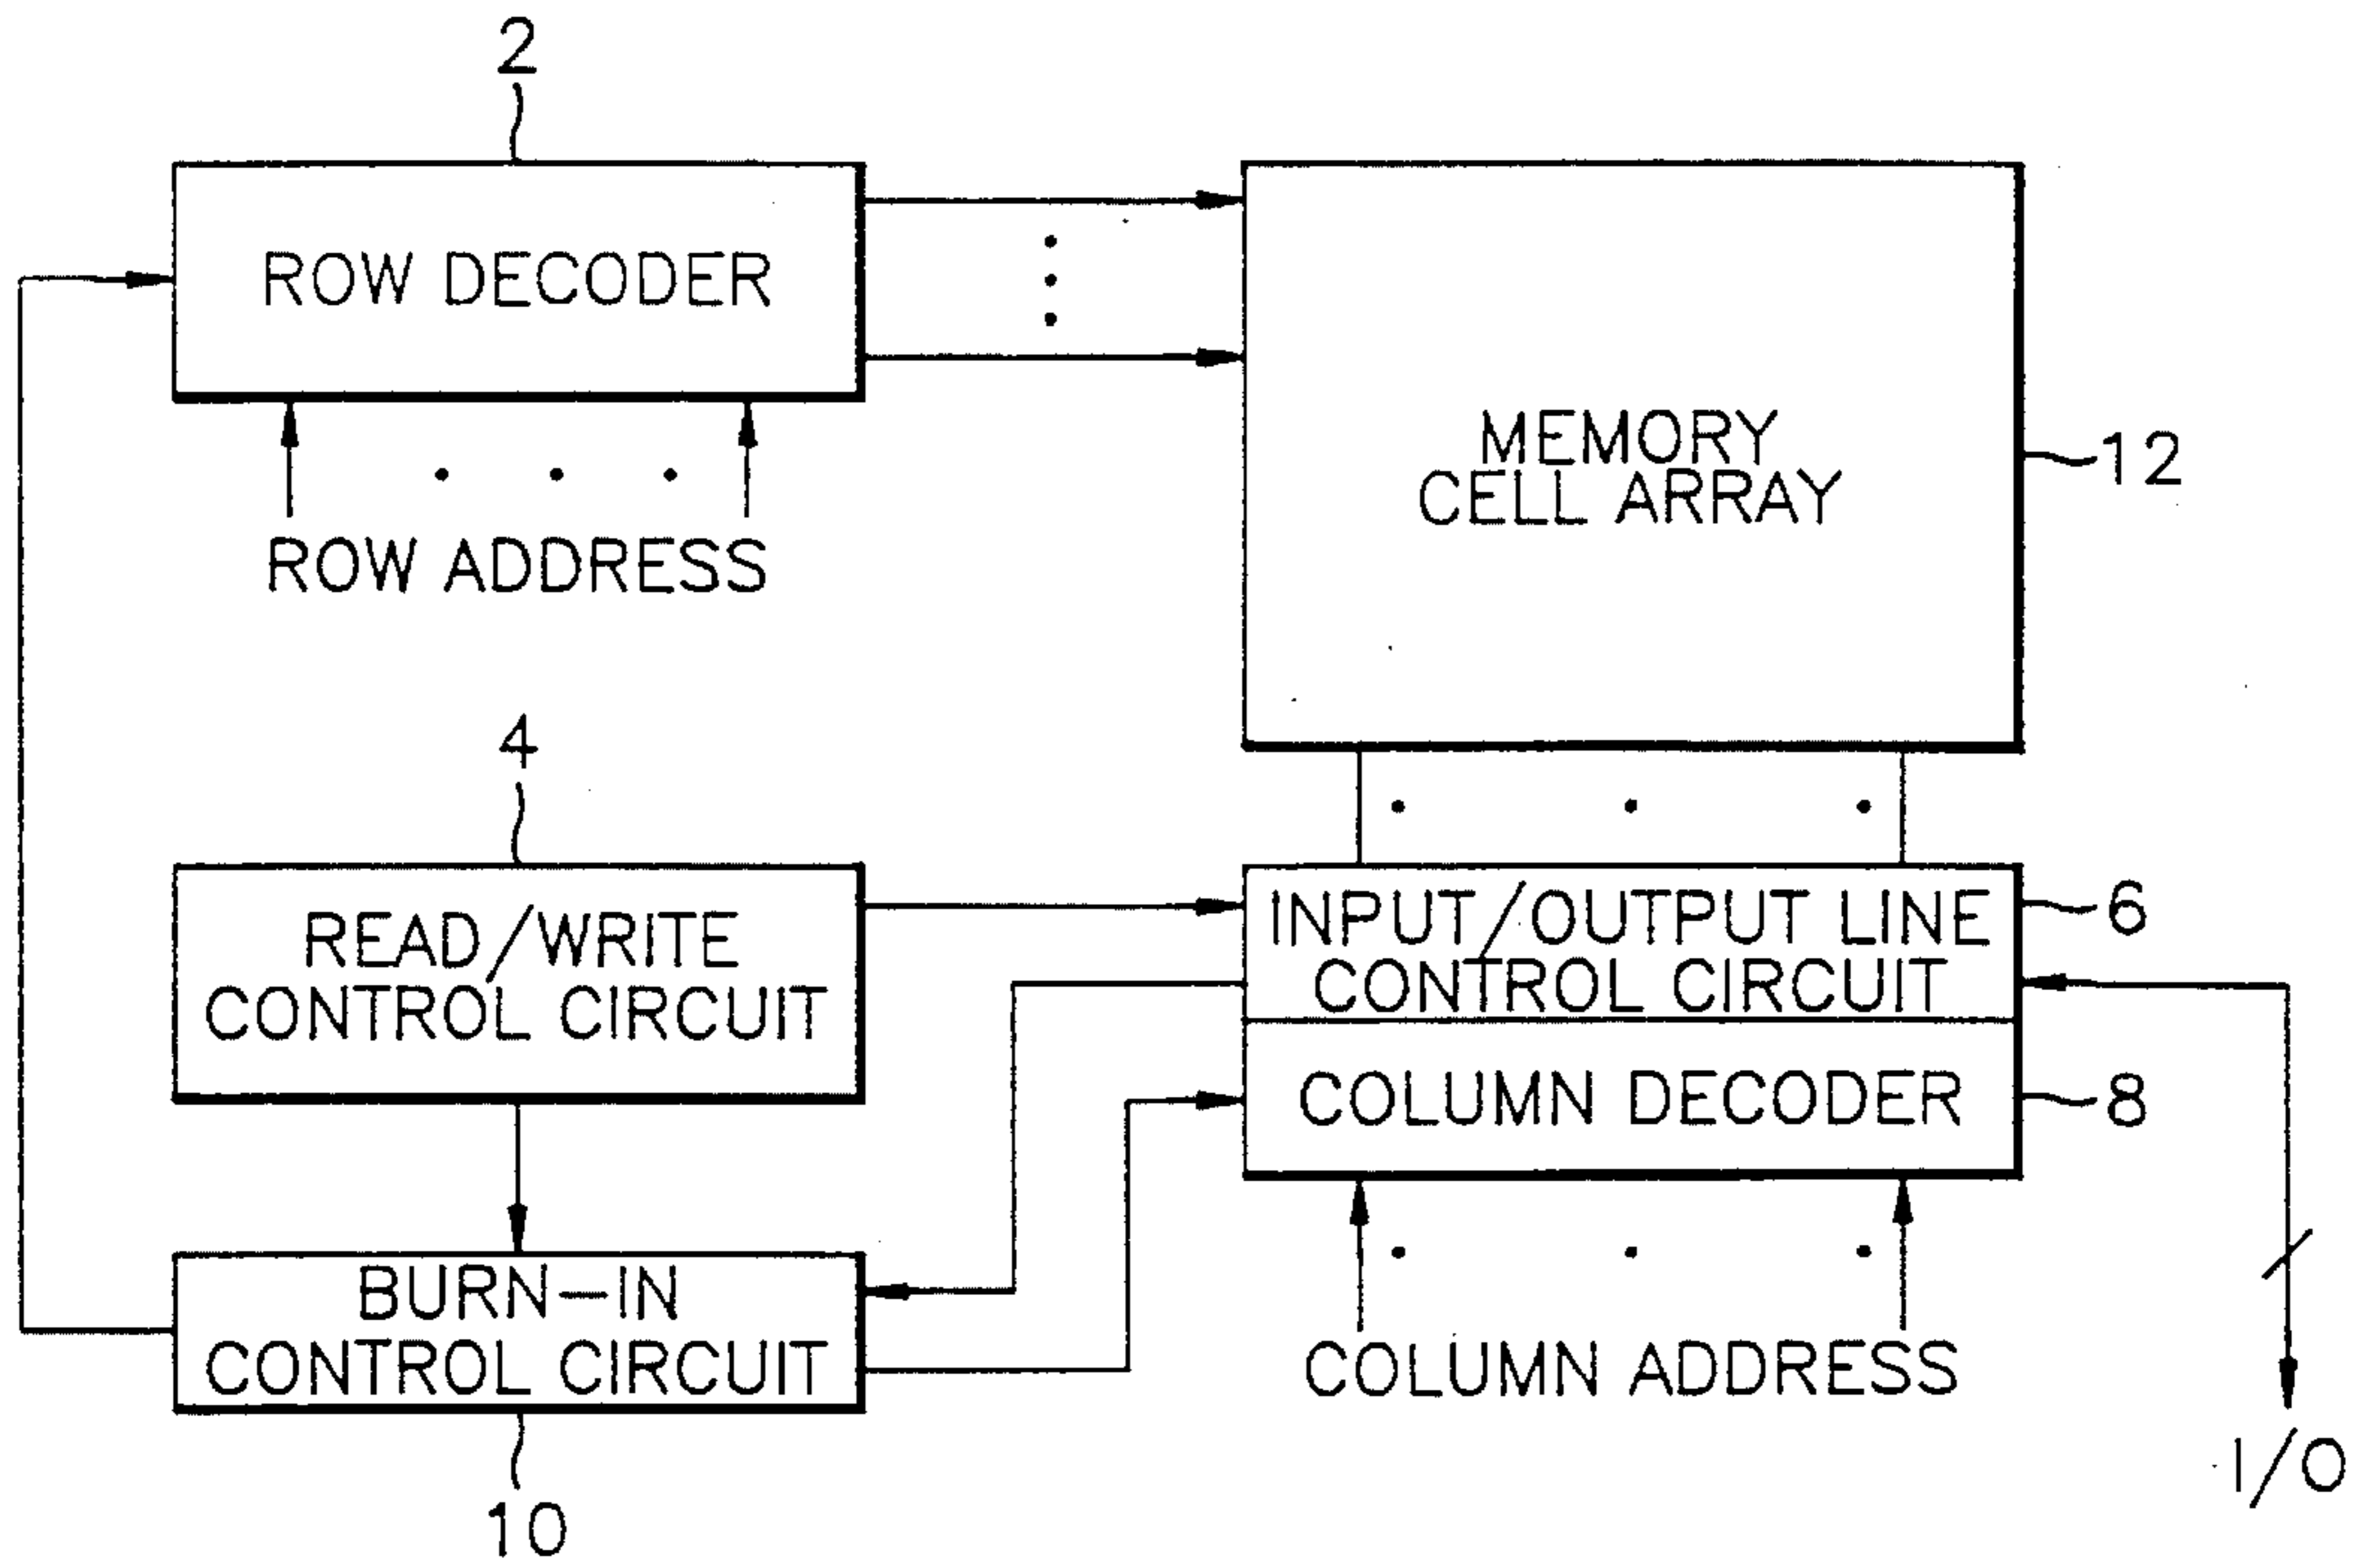 2
ROW DECODER
ROW ADDRESS
MEMORY
CELL ARRAY
12
4
READ/WRITE
CONTROL CIRCUIT
INPUT/OUTPUT LINE
CONTROL CIRCUIT
6
COLUMN DECODER
8
BURN-IN
CONTROL CIRCUIT
10
COLUMN ADDRESS
I/O